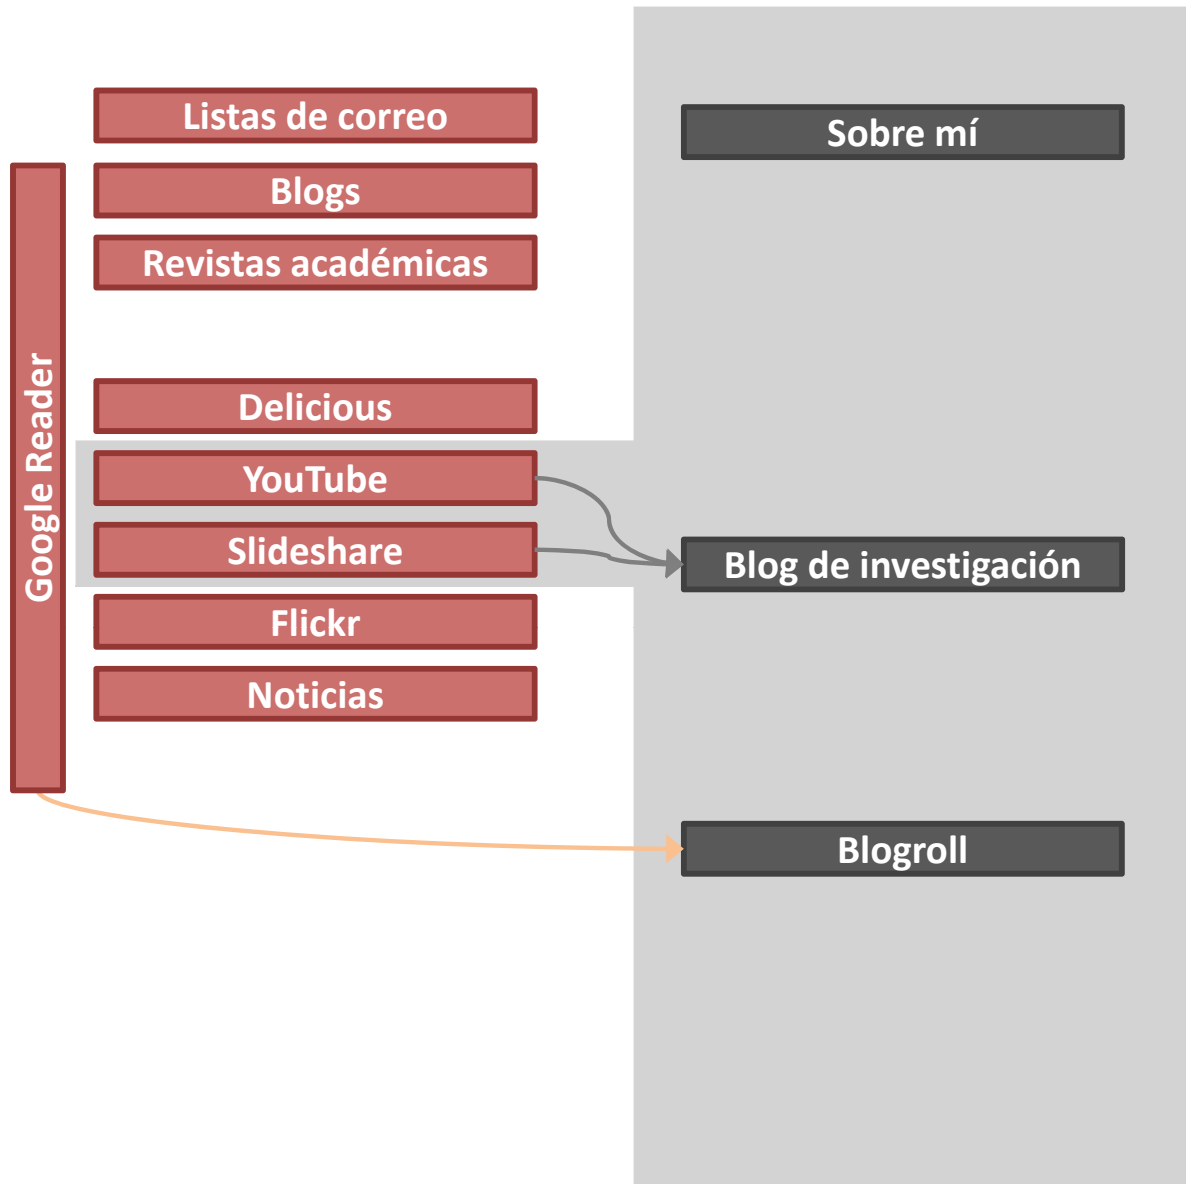 Listas de correo
Sobre mí
Blogs
Revistas académicas
Google Reader
Delicious
YouTube
Slideshare
Blog de investigación
Flickr
Noticias
Blogroll